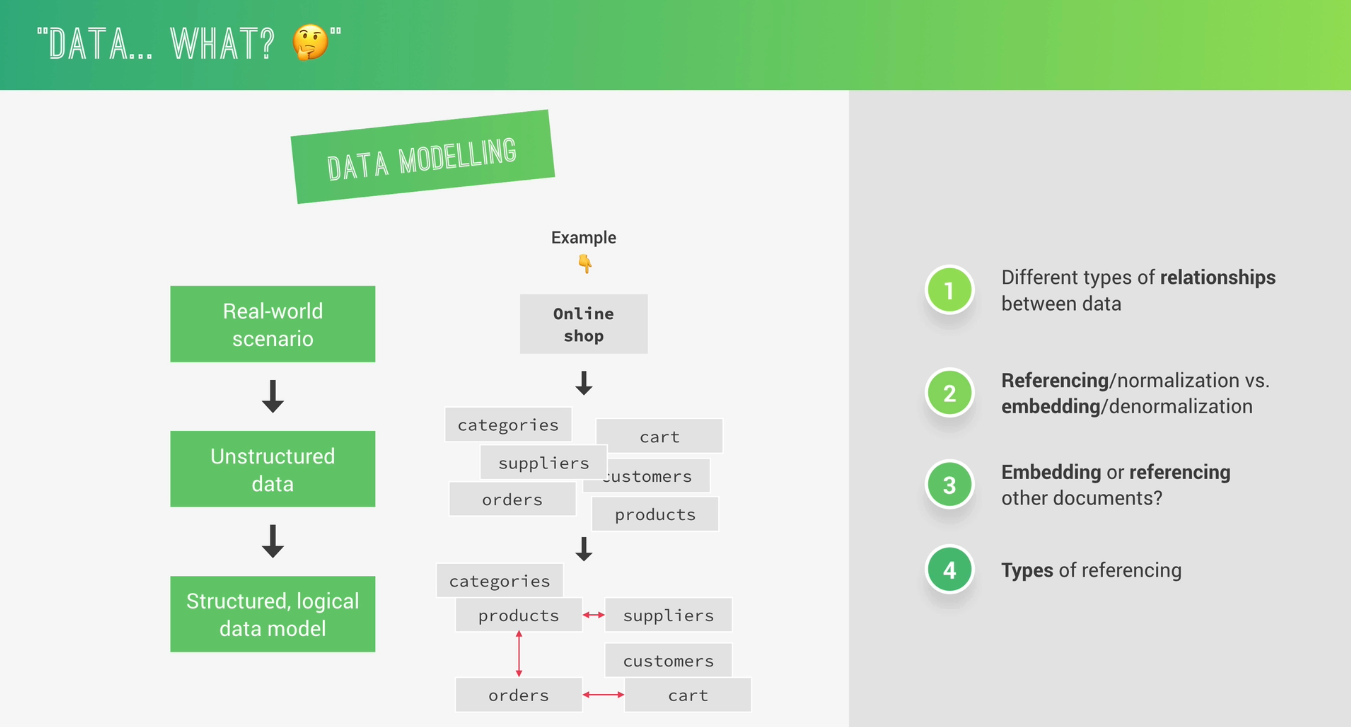 "DATA... WHAT? 🤔"
DATA MODELLING
Real-world
scenario
Unstructured
data
Structured, logical
data model
Example
👇
Online
shop
categories
cart
suppliers
customers
orders
products
categories
products
suppliers
customers
orders
cart
1
Different types of relationships
between data
2
Referencing/normalization vs.
embedding/denormalization
3
Embedding or referencing
other documents?
4
Types of referencing